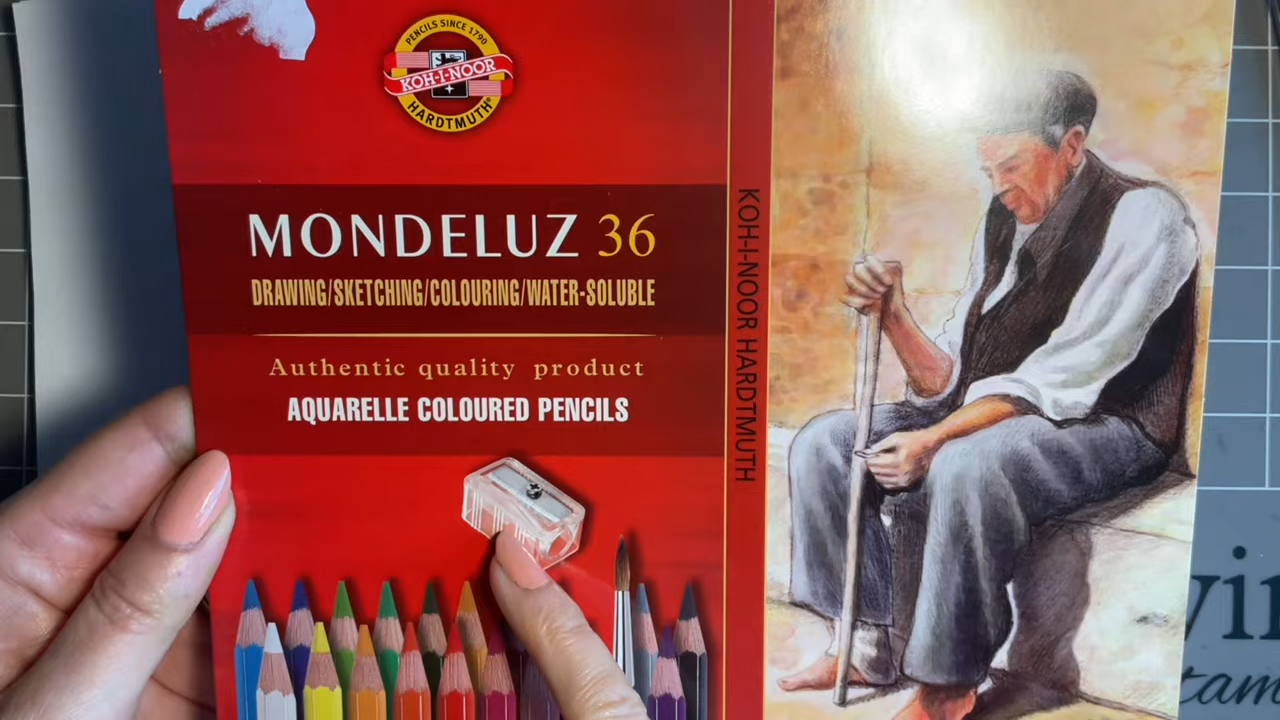 PENCILS SINCE 1790
KOH-I-NOOR
HARDTMUTH
MONDELUZ 36
DRAWING/SKETCHING/COLOURING/WATER-SOLUBLE
Authentic quality product
AQUARELLE COLOURED PENCILS
KOH-I-NOOR HARDTMUTH